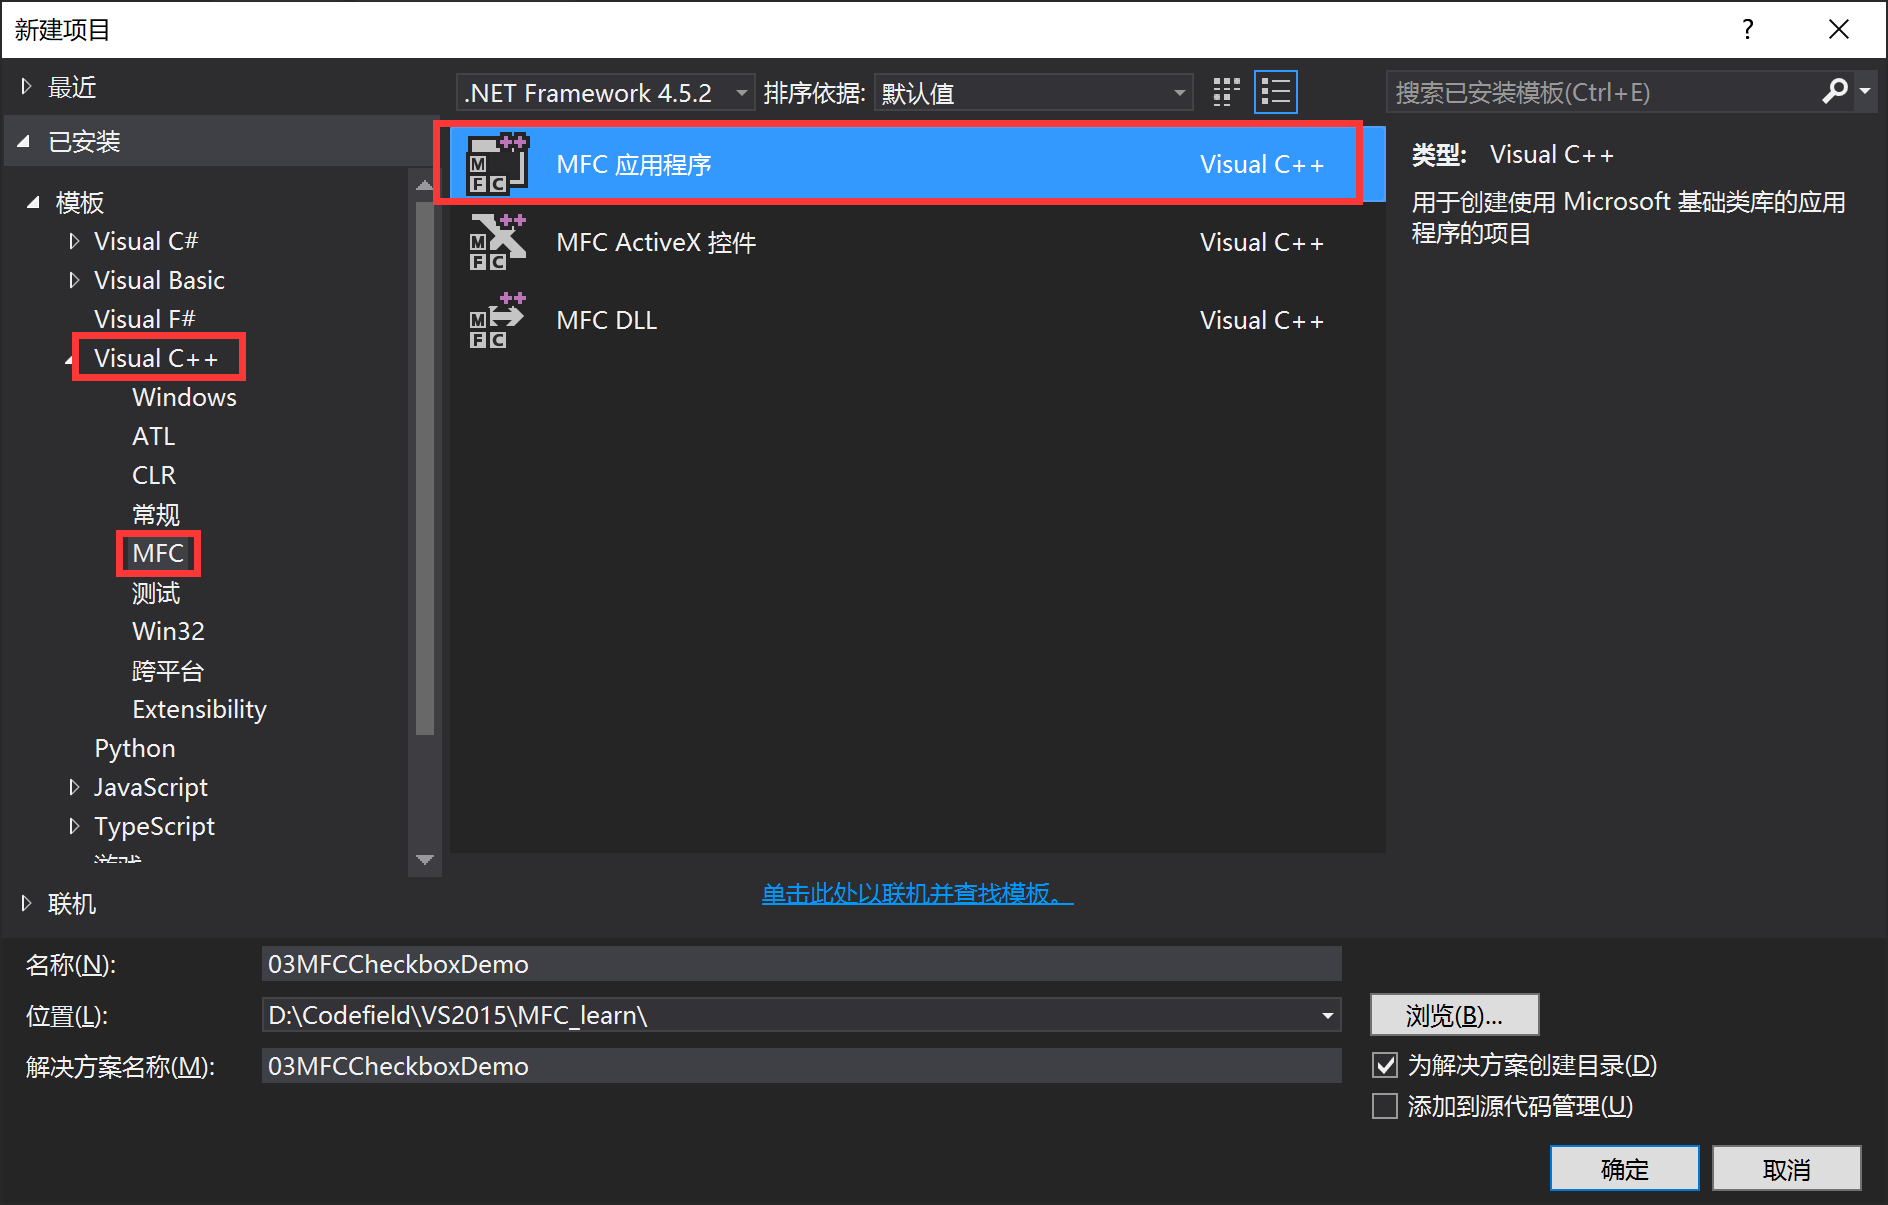 新建项目
?
最近
.NET Framework 4.5.2
排序依据:
默认值
搜索已安装模板(Ctrl+E)
已安装
模板
Visual C#
Visual Basic
Visual F#
Visual C++
Windows
ATL
CLR
常规
MFC
测试
Win32
跨平台
Extensibility
Python
JavaScript
TypeScript
游戏
联机
MFC 应用程序 Visual C++
MFC ActiveX 控件 Visual C++
MFC DLL Visual C++
类型: Visual C++
用于创建使用 Microsoft 基础类库的应用
程序的项目
单击此处以联机并查找模板。
名称(N): 03MFCCheckboxDemo
位置(L): D:\Codefield\VS2015\MFC_learn\
浏览(B)...
解决方案名称(M): 03MFCCheckboxDemo
为解决方案创建目录(D)
添加到源代码管理(U)
确定
取消